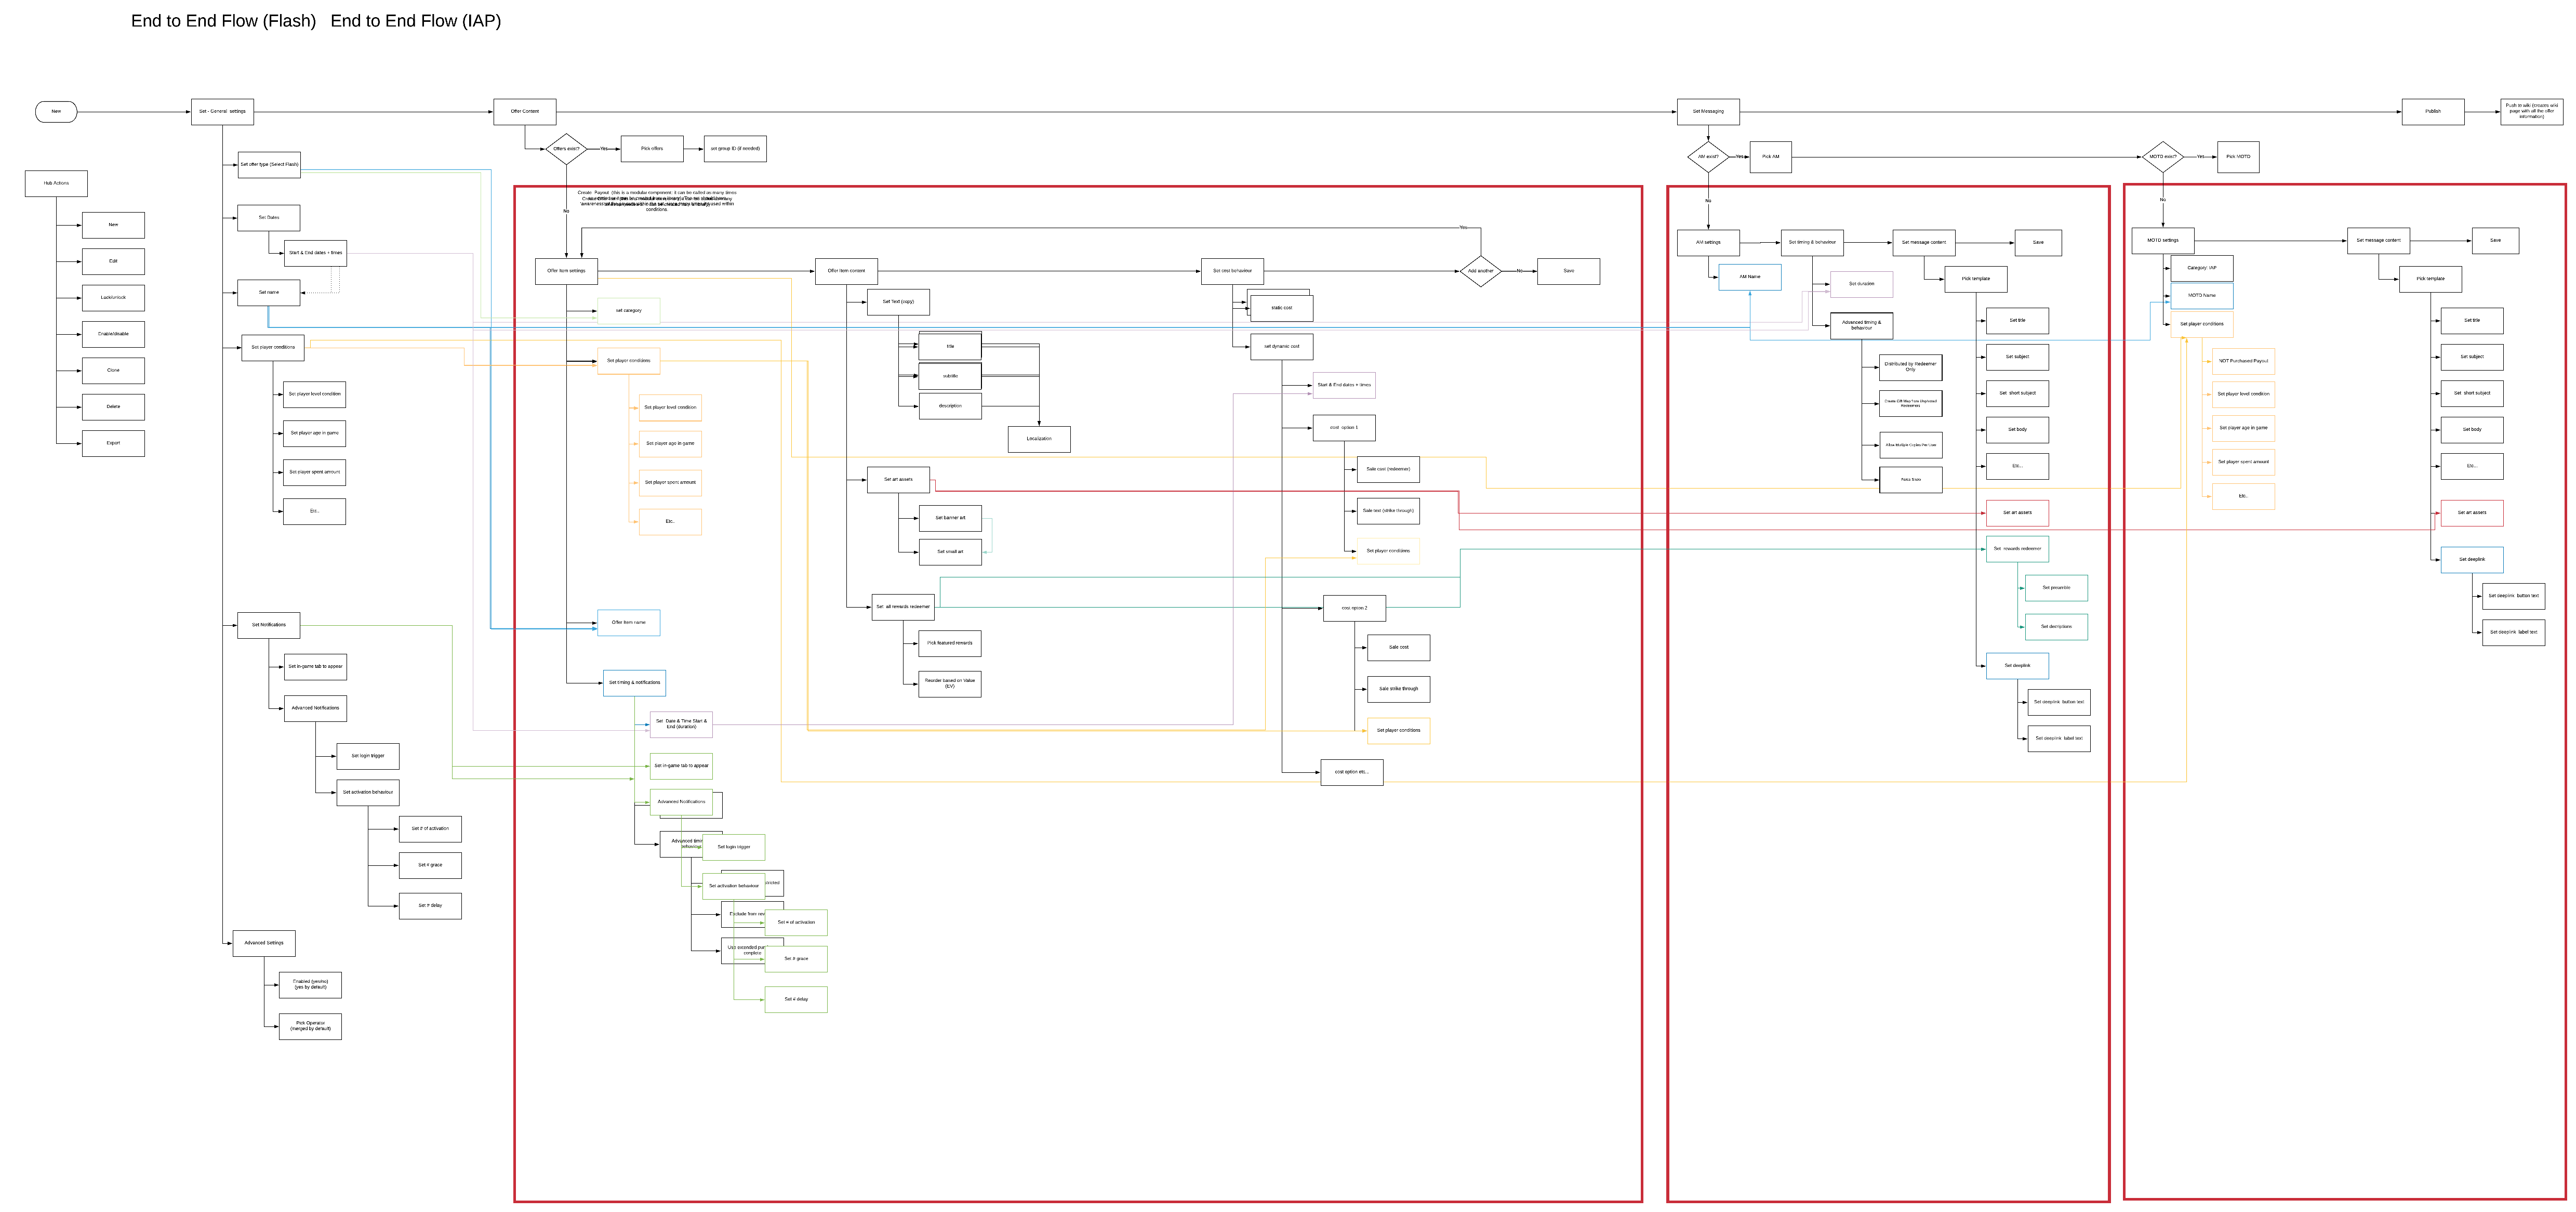 End to End Flow (Flash) End to End Flow (IAP)
New
Set - General settings
Offer Content
Set Messaging
Publish
Push to wiki (creates wiki
page with all the offer
information)
Offers exist?
Yes
Pick offers
set group ID (if needed)
AM exist?
Yes
Pick AM
MOTD exist?
Yes
Pick MOTD
Hub Actions
New
Edit
Lock/unlock
Enable/disable
Clone
Delete
Export
Set offer type (Select Flash)
Set Dates
Start & End dates + times
Set name
Set player conditions
Set player level condition
Set player age in game
Set player spent amount
Etc..
Set Notifications
Set in-game tab to appear
Advanced Notifications
Set login trigger
Set activation behaviour
Set # of activation
Set # grace
Set # delay
Advanced Settings
Enabled (yes/no)
(yes by default)
Pick Operator
(merged by default)
Create Payout (this is a modular component: it can be called as many times
conditions.
No
Yes
Offer item settings
Offer item content
Set cost behaviour
Add another
No
Save
set category
Set player conditions
Set player level condition
Set player age in game
Set player spent amount
Etc..
Offer item name
Set timing & notifications
Set Date & Time Start &
End (duration)
Set in-game tab to appear
Advanced Notifications
Set login trigger
Set activation behaviour
Exclude from
Set # of activation
complete
Set # grace
Set # delay
Set Text (copy)
title
subtitle
description
Localization
Set art assets
Set banner art
Set small art
Set all rewards redeemer
Pick featured rewards
Reorder based on Value
(EV)
static cost
set dynamic cost
Start & End dates + times
cost option 1
Sale cost (redeemer)
Sale text (strike through)
Set player conditions
cost option 2
Sale cost
Sale strike through
Set player conditions
cost option etc...
No
AM settings
Set timing & behaviour
Set message content
Save
AM Name
Set duration
Advanced timing &
behaviour
Distributed by Redeemer
Only
Pick template
Set title
Set subject
Set short subject
Set body
Etc...
Set art assets
Set rewards redeemer
Set preamble
Set deeplink
Set deeplink button text
Set deeplink label text
No
MOTD settings
Set message content
Save
Category: IAP
MOTD Name
Set player conditions
NOT Purchased Payout
Set player level condition
Set player age in game
Set player spent amount
Etc..
Pick template
Set title
Set subject
Set short subject
Set body
Etc...
Set art assets
Set deeplink
Set deeplink button text
Set deeplink label text